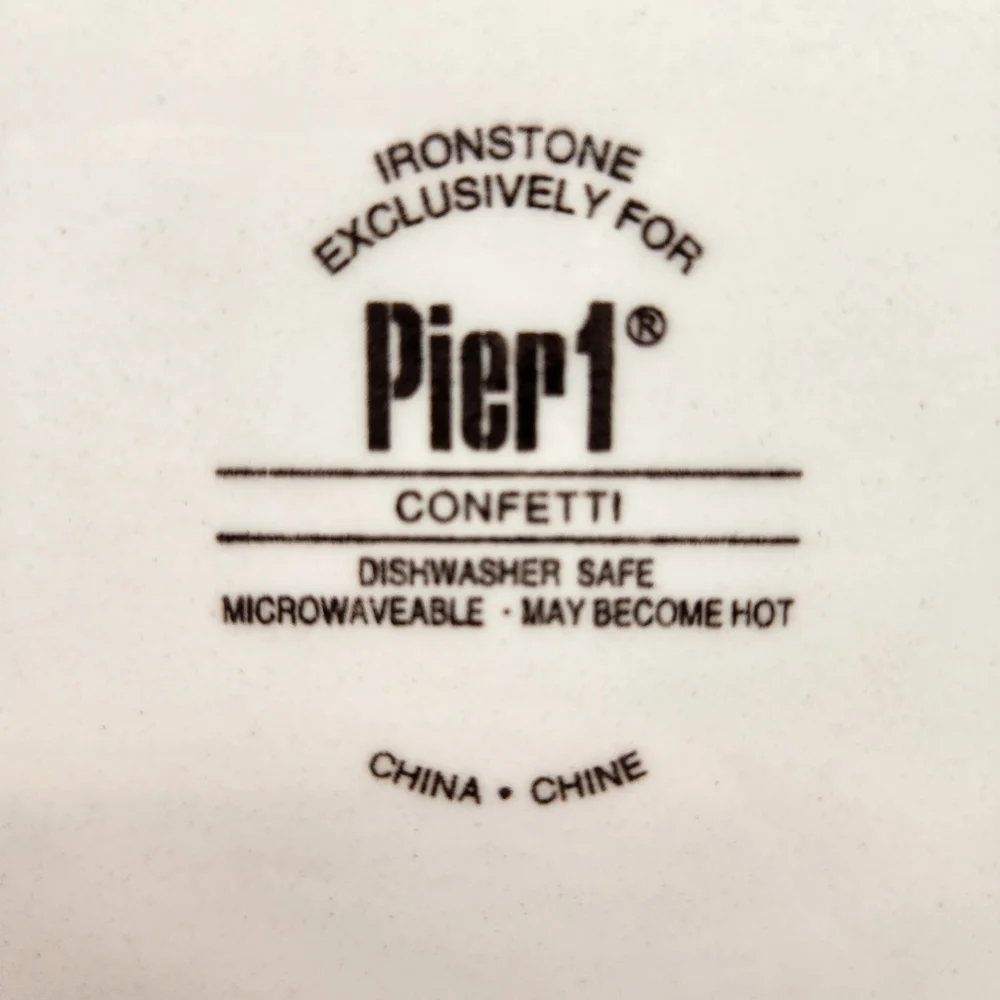 IRONSTONE
EXCLUSIVELY FOR
Pier1®
CONFETTI
DISHWASHER SAFE
MICROWAVEABLE · MAY BECOME HOT
CHINA • CHINE